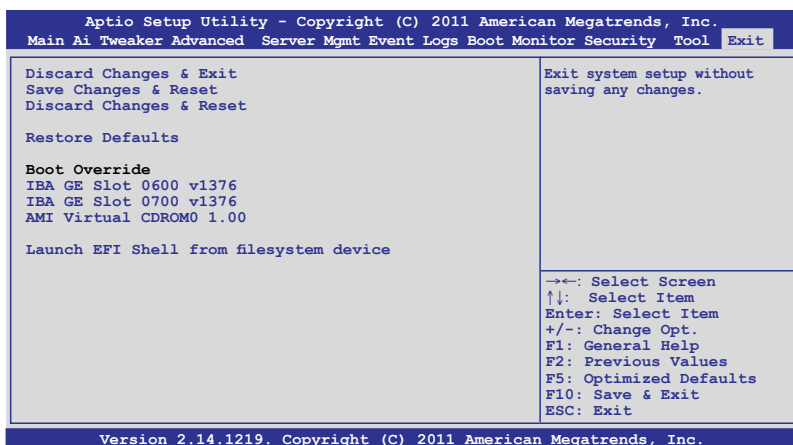 Aptio Setup Utility - Copyright (C) 2011 American Megatrends, Inc.
Main Ai Tweaker Advanced Server Mgmt Event Logs Boot Monitor Security Tool Exit
Discard Changes & Exit
Save Changes & Reset
Discard Changes & Reset
Restore Defaults
Boot Override
IBA GE Slot 0600 v1376
IBA GE Slot 0700 v1376
AMI Virtual CDROM0 1.00
Launch EFI Shell from filesystem device
Exit system setup without
saving any changes.
→←: Select Screen
↑↓: Select Item
Enter: Select Item
+/-: Change Opt.
F1: General Help
F2: Previous Values
F5: Optimized Defaults
F10: Save & Exit
ESC: Exit
Version 2.14.1219. Copyright (C) 2011 American Megatrends, Inc.